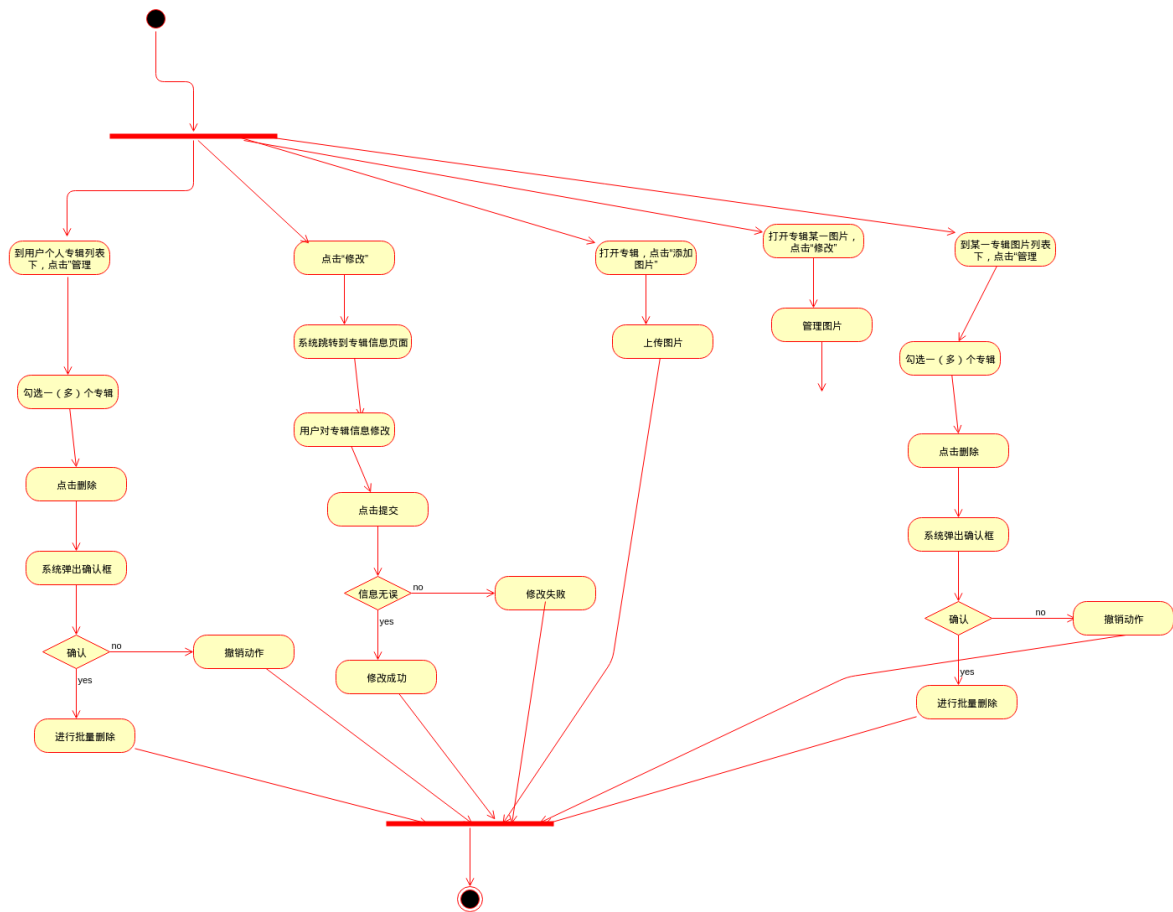 到用户个人专辑列表
下，点击“管理
勾选一（多）个专辑
点击删除
系统弹出确认框
确认
no
撤销动作
yes
进行批量删除
点击“修改”
系统跳转到专辑信息页面
用户对专辑信息修改
点击提交
信息无误
no
修改失败
yes
修改成功
打开专辑，点击“添加
图片”
上传图片
打开专辑某一图片，
点击“修改”
管理图片
到某一专辑图片列表
下，点击“管理
勾选一（多）个专辑
点击删除
系统弹出确认框
确认
no
撤销动作
yes
进行批量删除